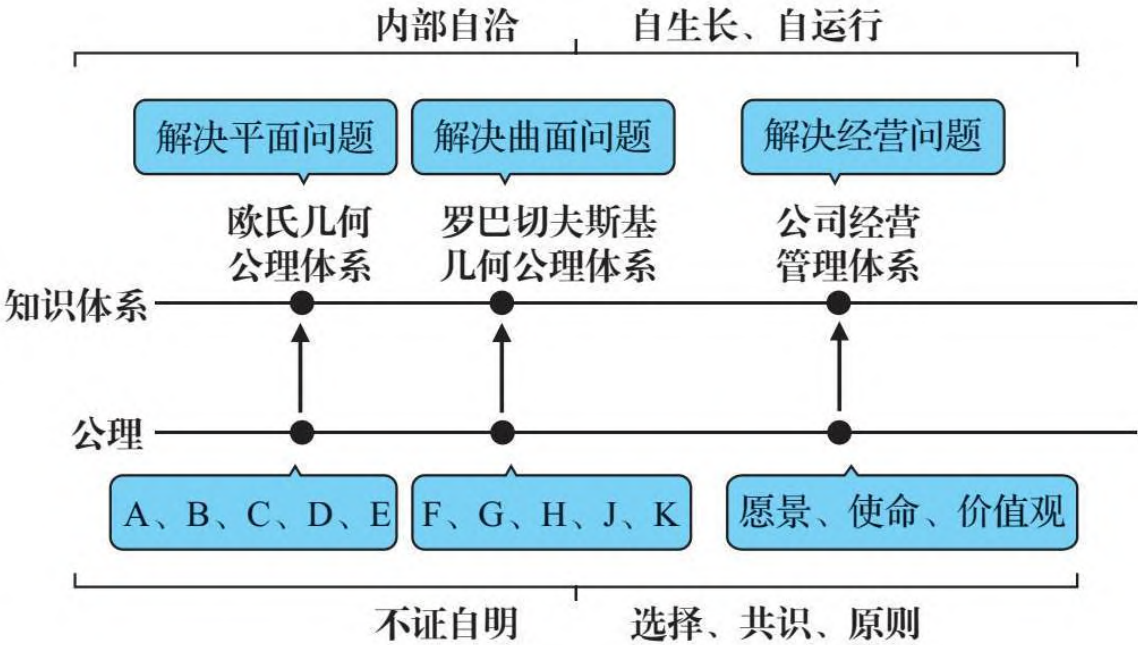 内部自洽 自生长、自运行
解决平面问题 解决曲面问题 解决经营问题
欧氏几何 罗巴切夫斯基 公司经营
公理体系 几何公理体系 管理体系
知识体系
公理
A、B、C、D、E F、G、H、J、K 愿景、使命、价值观
不证自明 选择、共识、原则